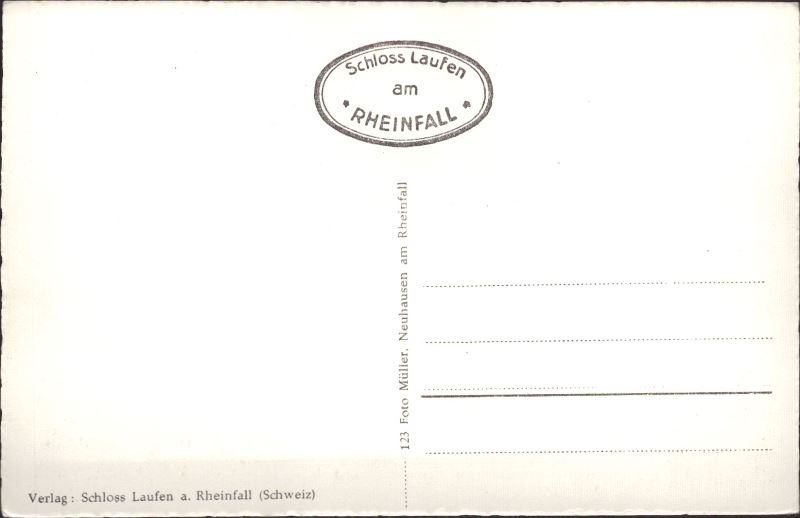 Schloss Laufen
am
* RHEINFALL *
123 Foto Müller, Neuhausen am Rheinfall
Verlag: Schloss Laufen a. Rheinfall (Schweiz)